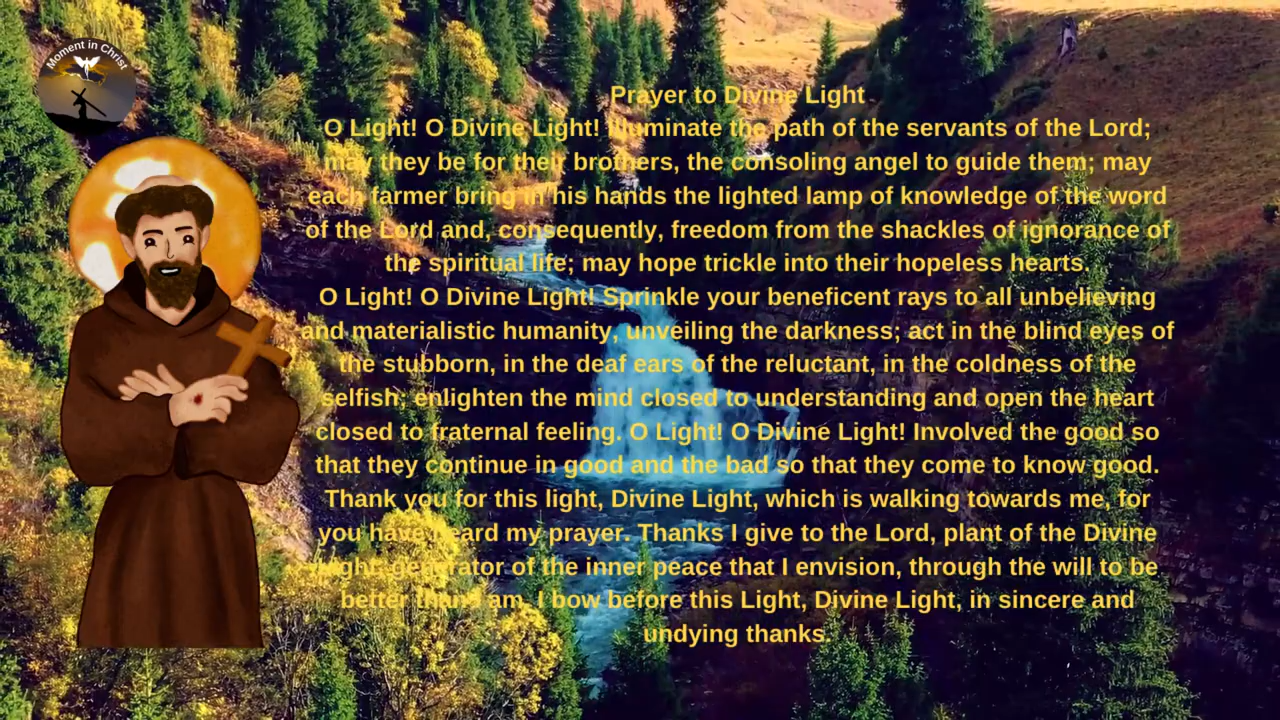 Moment in Christ
Prayer to Divine Light
O Light! O Divine Light! Illuminate the path of the servants of the Lord;
may they be for their brothers, the consoling angel to guide them; may
each farmer bring in his hands the lighted lamp of knowledge of the word
of the Lord and, consequently, freedom from the shackles of ignorance of
the spiritual life; may hope trickle into their hopeless hearts.
O Light! O Divine Light! Sprinkle your beneficent rays to all unbelieving
and materialistic humanity, unveiling the darkness; act in the blind eyes of
the stubborn, in the deaf ears of the reluctant, in the coldness of the
selfish; enlighten the mind closed to understanding and open the heart
closed to fraternal feeling. O Light! O Divine Light! Involved the good so
that they continue in good and the bad so that they come to know good.
Thank you for this light, Divine Light, which is walking towards me, for
you have heard my prayer. Thanks I give to the Lord, plant of the Divine
Light, generator of the inner peace that I envision, through the will to be
better than I am. I bow before this Light, Divine Light, in sincere and
undying thanks.